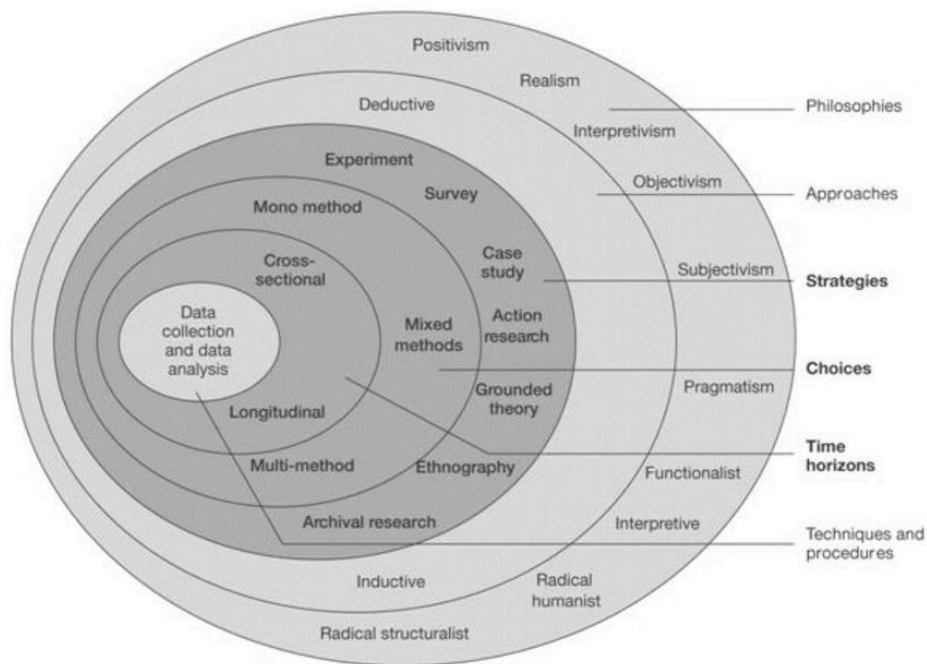 Positivism
Realism
Philosophies
Deductive
Interpretivism
Experiment
Objectivism
Approaches
Survey
Mono method
Cross-
sectional
Case
study
Subjectivism
Strategies
Data
collection
and data
analysis
Mixed
methods
Action
research
Choices
Pragmatism
Grounded
theory
Longitudinal
Time
horizons
Multi-method
Ethnography
Functionalist
Archival research
Interpretive
Techniques and
procedures
Inductive
Radical
humanist
Radical structuralist